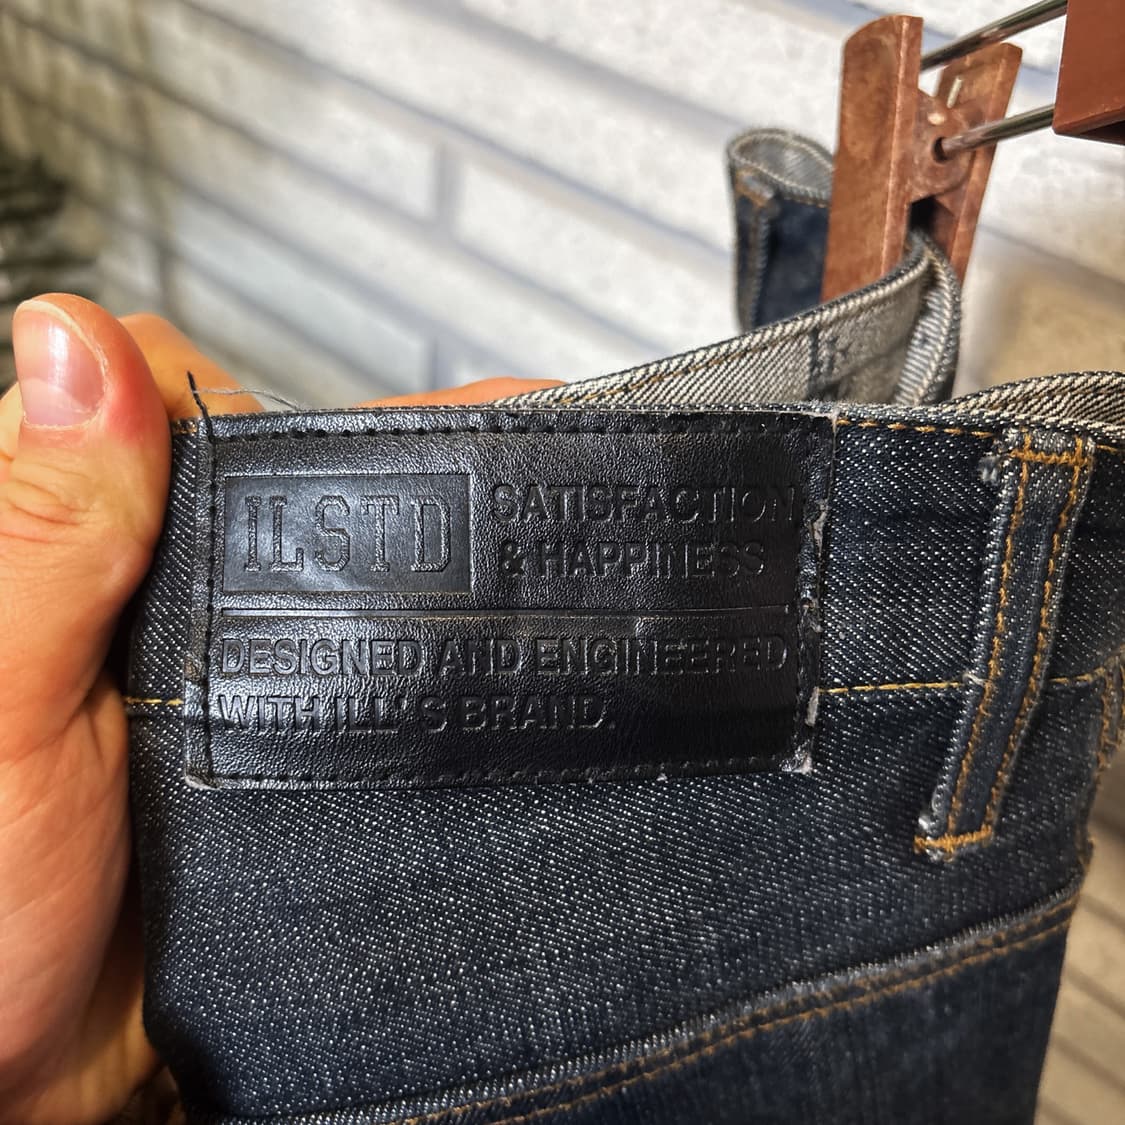 ILSTD
SATISFACTION
& HAPPINESS
DESIGNED AND ENGINEERED
WITH ILL'S BRAND.